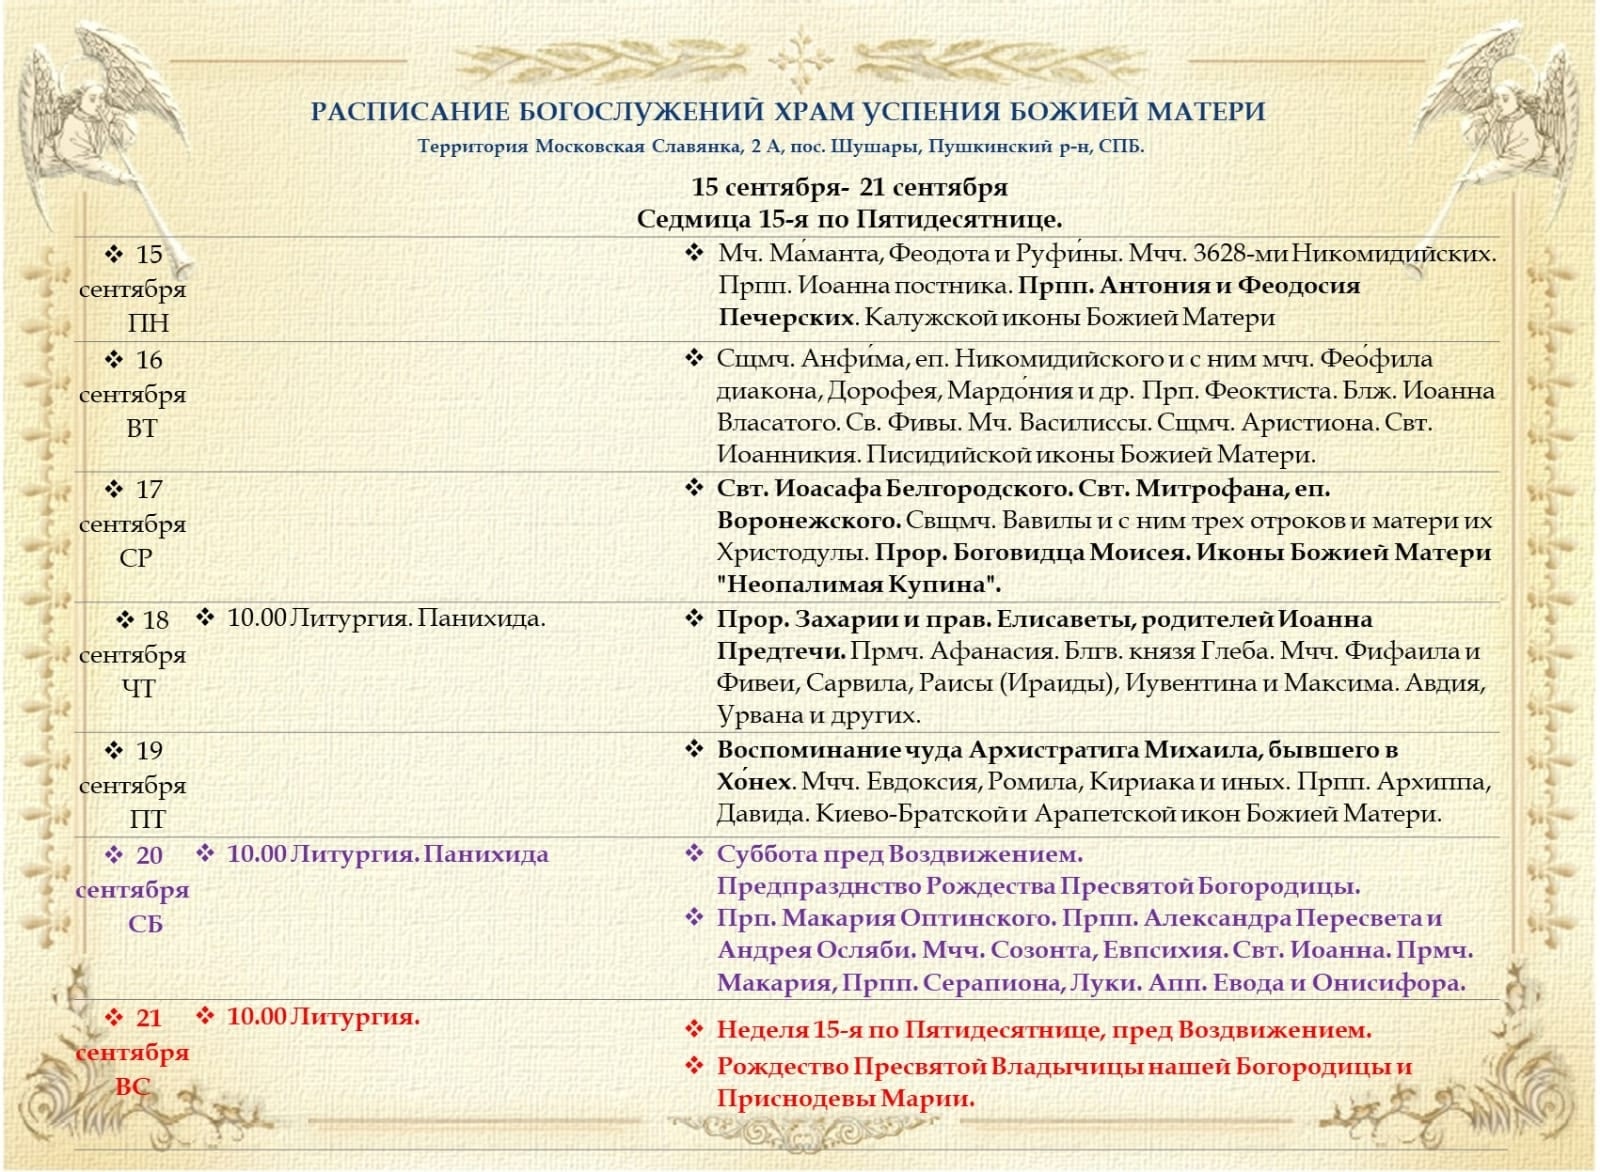 РАСПИСАНИЕ БОГОСЛУЖЕНИЙ ХРАМ УСПЕНИЯ БОЖИЕЙ МАТЕРИ
Территория Московская Славянка, 2 А, пос. Шушары, Пушкинский р-н, СПБ.
15 сентября- 21 сентября
Седмица 15-я по Пятидесятнице.
❖ 15
сентября
ПН
❖ Мч. Ма́манта, Феодота и Руфи́ны. Мчч. 3628-ми Никомидийских.
Прпп. Иоанна постника. Прпп. Антония и Феодосия
Печерских. Калужской иконы Божией Матери
❖ 16
сентября
ВТ
❖ Сщмч. Анфи́ма, еп. Никомидийского и с ним мчч. Фео́фила
диакона, Дорофея, Мардо́ния и др. Прп. Феоктиста. Блж. Иоанна
Власатого. Св. Фивы. Мч. Василиссы. Сщмч. Аристиона. Свт.
Иоанникия. Писидийской иконы Божией Матери.
❖ 17
сентября
СР
❖ Свт. Иоасафа Белгородского. Свт. Митрофана, еп.
Воронежского. Свщмч. Вавилы и с ним трех отроков и матери их
Христодулы. Прор. Боговидца Моисея. Иконы Божией Матери
"Неопалимая Купина".
❖ 18
сентября
ЧТ
❖ 10.00 Литургия. Панихида.
❖ Прор. Захарии и прав. Елисаветы, родителей Иоанна
Предтечи. Прмч. Афанасия. Блгв. князя Глеба. Мчч. Фифаила и
Фивеи, Сарвила, Раисы (Ираиды), Иувентина и Максима. Авдия,
Урвана и других.
❖ 19
сентября
ПТ
❖ Воспоминание чуда Архистратига Михаила, бывшего в
Хо́нех. Мчч. Евдоксия, Ромила, Кириака и иных. Прпп. Архиппа,
Давида. Киево-Братской и Арапетской икон Божией Матери.
❖ 20
сентября
СБ
❖ 10.00 Литургия. Панихида
❖ Суббота пред Воздвижением.
Предпразднство Рождества Пресвятой Богородицы.
❖ Прп. Макария Оптинского. Прпп. Александра Пересвета и
Андрея Осляби. Мчч. Созонта, Евпсихия. Свт. Иоанна. Прмч.
Макария, Прпп. Серапиона, Луки. Апп. Евода и Онисифора.
❖ 21
сентября
ВС
❖ 10.00 Литургия.
❖ Неделя 15-я по Пятидесятнице, пред Воздвижением.
❖ Рождество Пресвятой Владычицы нашей Богородицы и
Приснодевы Марии.